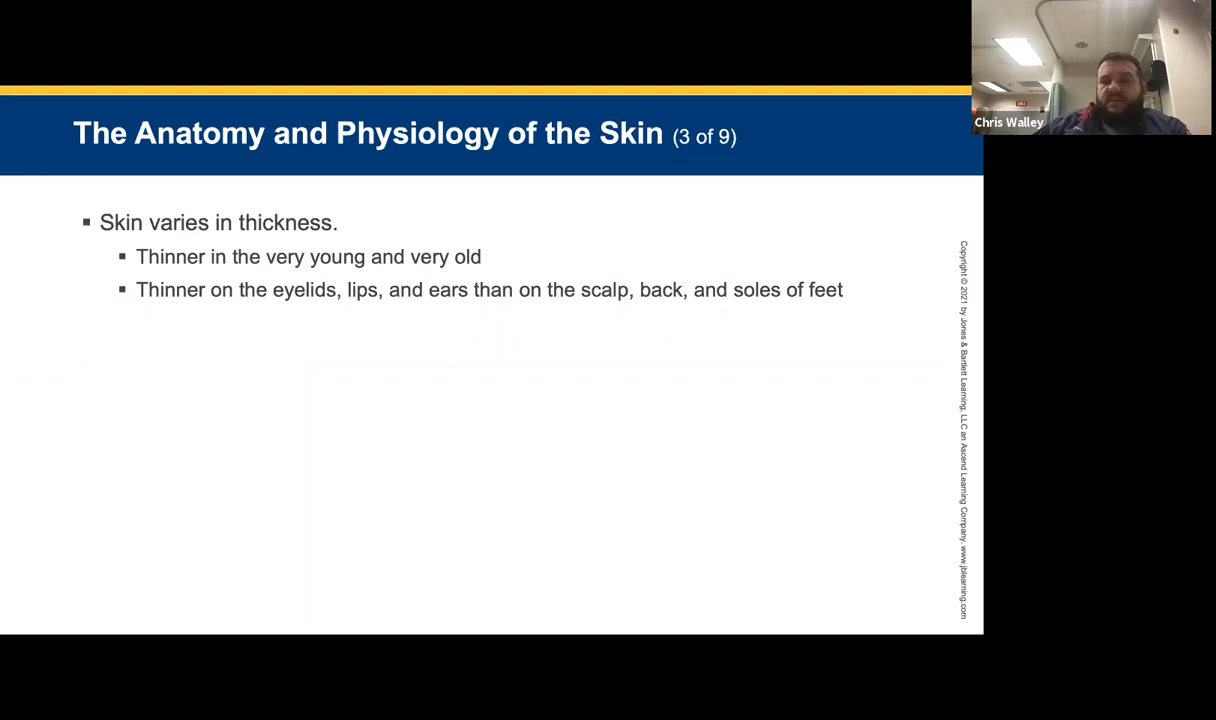 The Anatomy and Physiology of the Skin (3 of 9)
▪ Skin varies in thickness.
▪ Thinner in the very young and very old
▪ Thinner on the eyelids, lips, and ears than on the scalp, back, and soles of feet
Copyright © 2021 by Jones & Bartlett Learning, LLC an Ascend Learning Company. www.jblearning.com
Chris Walley